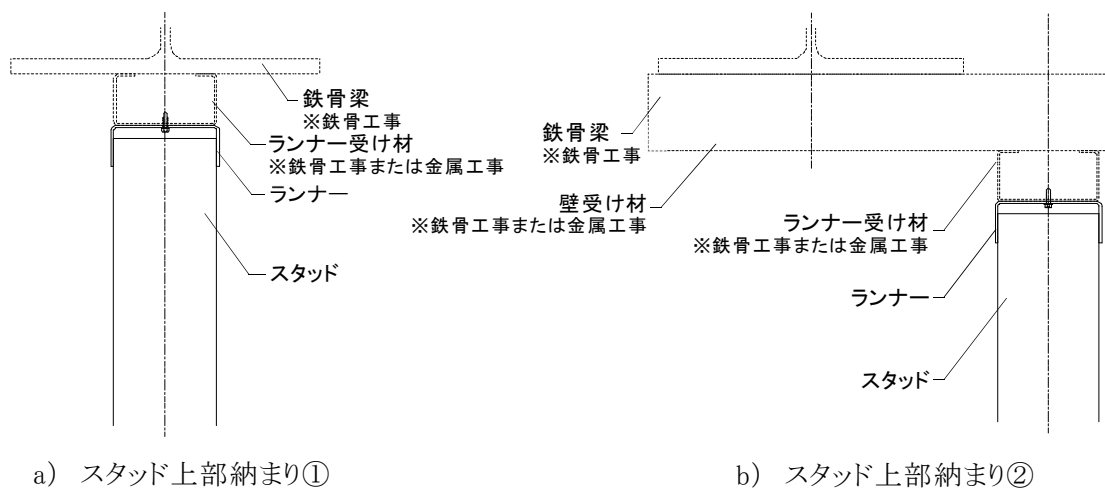 鉄骨梁
※鉄骨工事
ランナー受け材
※鉄骨工事または金属工事
ランナー
スタッド
a) スタッド上部納まり①
鉄骨梁
※鉄骨工事
壁受け材
※鉄骨工事または金属工事
ランナー受け材
※鉄骨工事または金属工事
ランナー
スタッド
b) スタッド上部納まり②